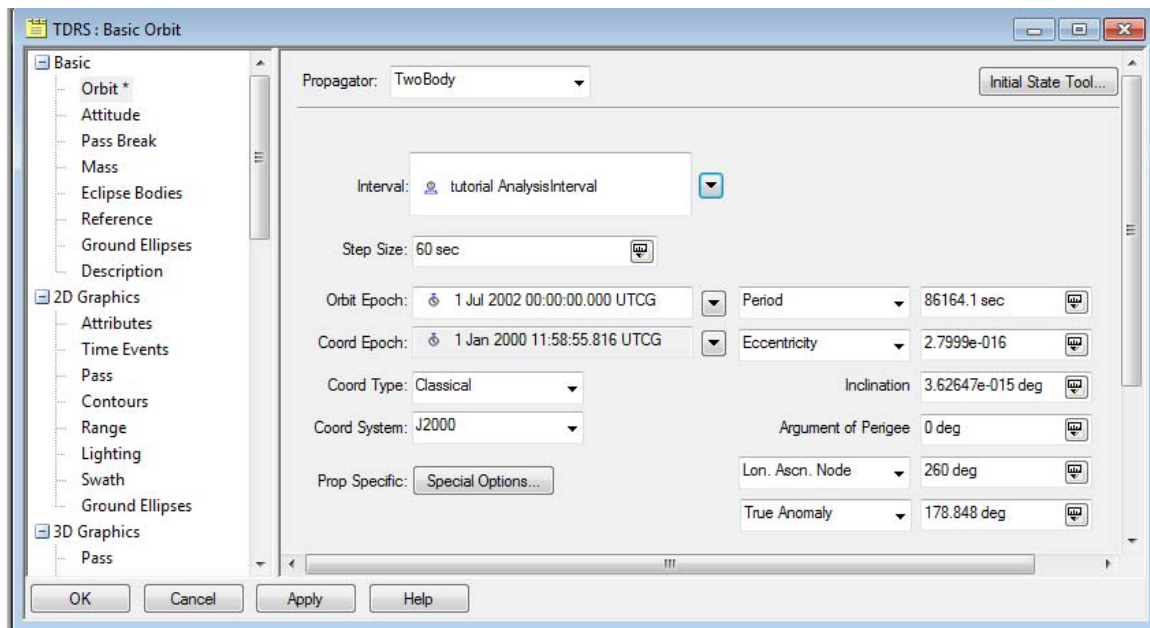 TDRS : Basic Orbit
Basic
Orbit *
Attitude
Pass Break
Mass
Eclipse Bodies
Reference
Ground Ellipses
Description
2D Graphics
Attributes
Time Events
Pass
Contours
Range
Lighting
Swath
Ground Ellipses
3D Graphics
Pass
Propagator: TwoBody
Initial State Tool...
Interval: tutorial AnalysisInterval
Step Size: 60 sec
Orbit Epoch: 1 Jul 2002 00:00:00.000 UTCG Period 86164.1 sec
Coord Epoch: 1 Jan 2000 11:58:55.816 UTCG Eccentricity 2.7999e-016
Coord Type: Classical Inclination 3.62647e-015 deg
Coord System: J2000 Argument of Perigee 0 deg
Prop Specific: Special Options... Lon. Ascn. Node 260 deg
True Anomaly 178.848 deg
OK Cancel Apply Help